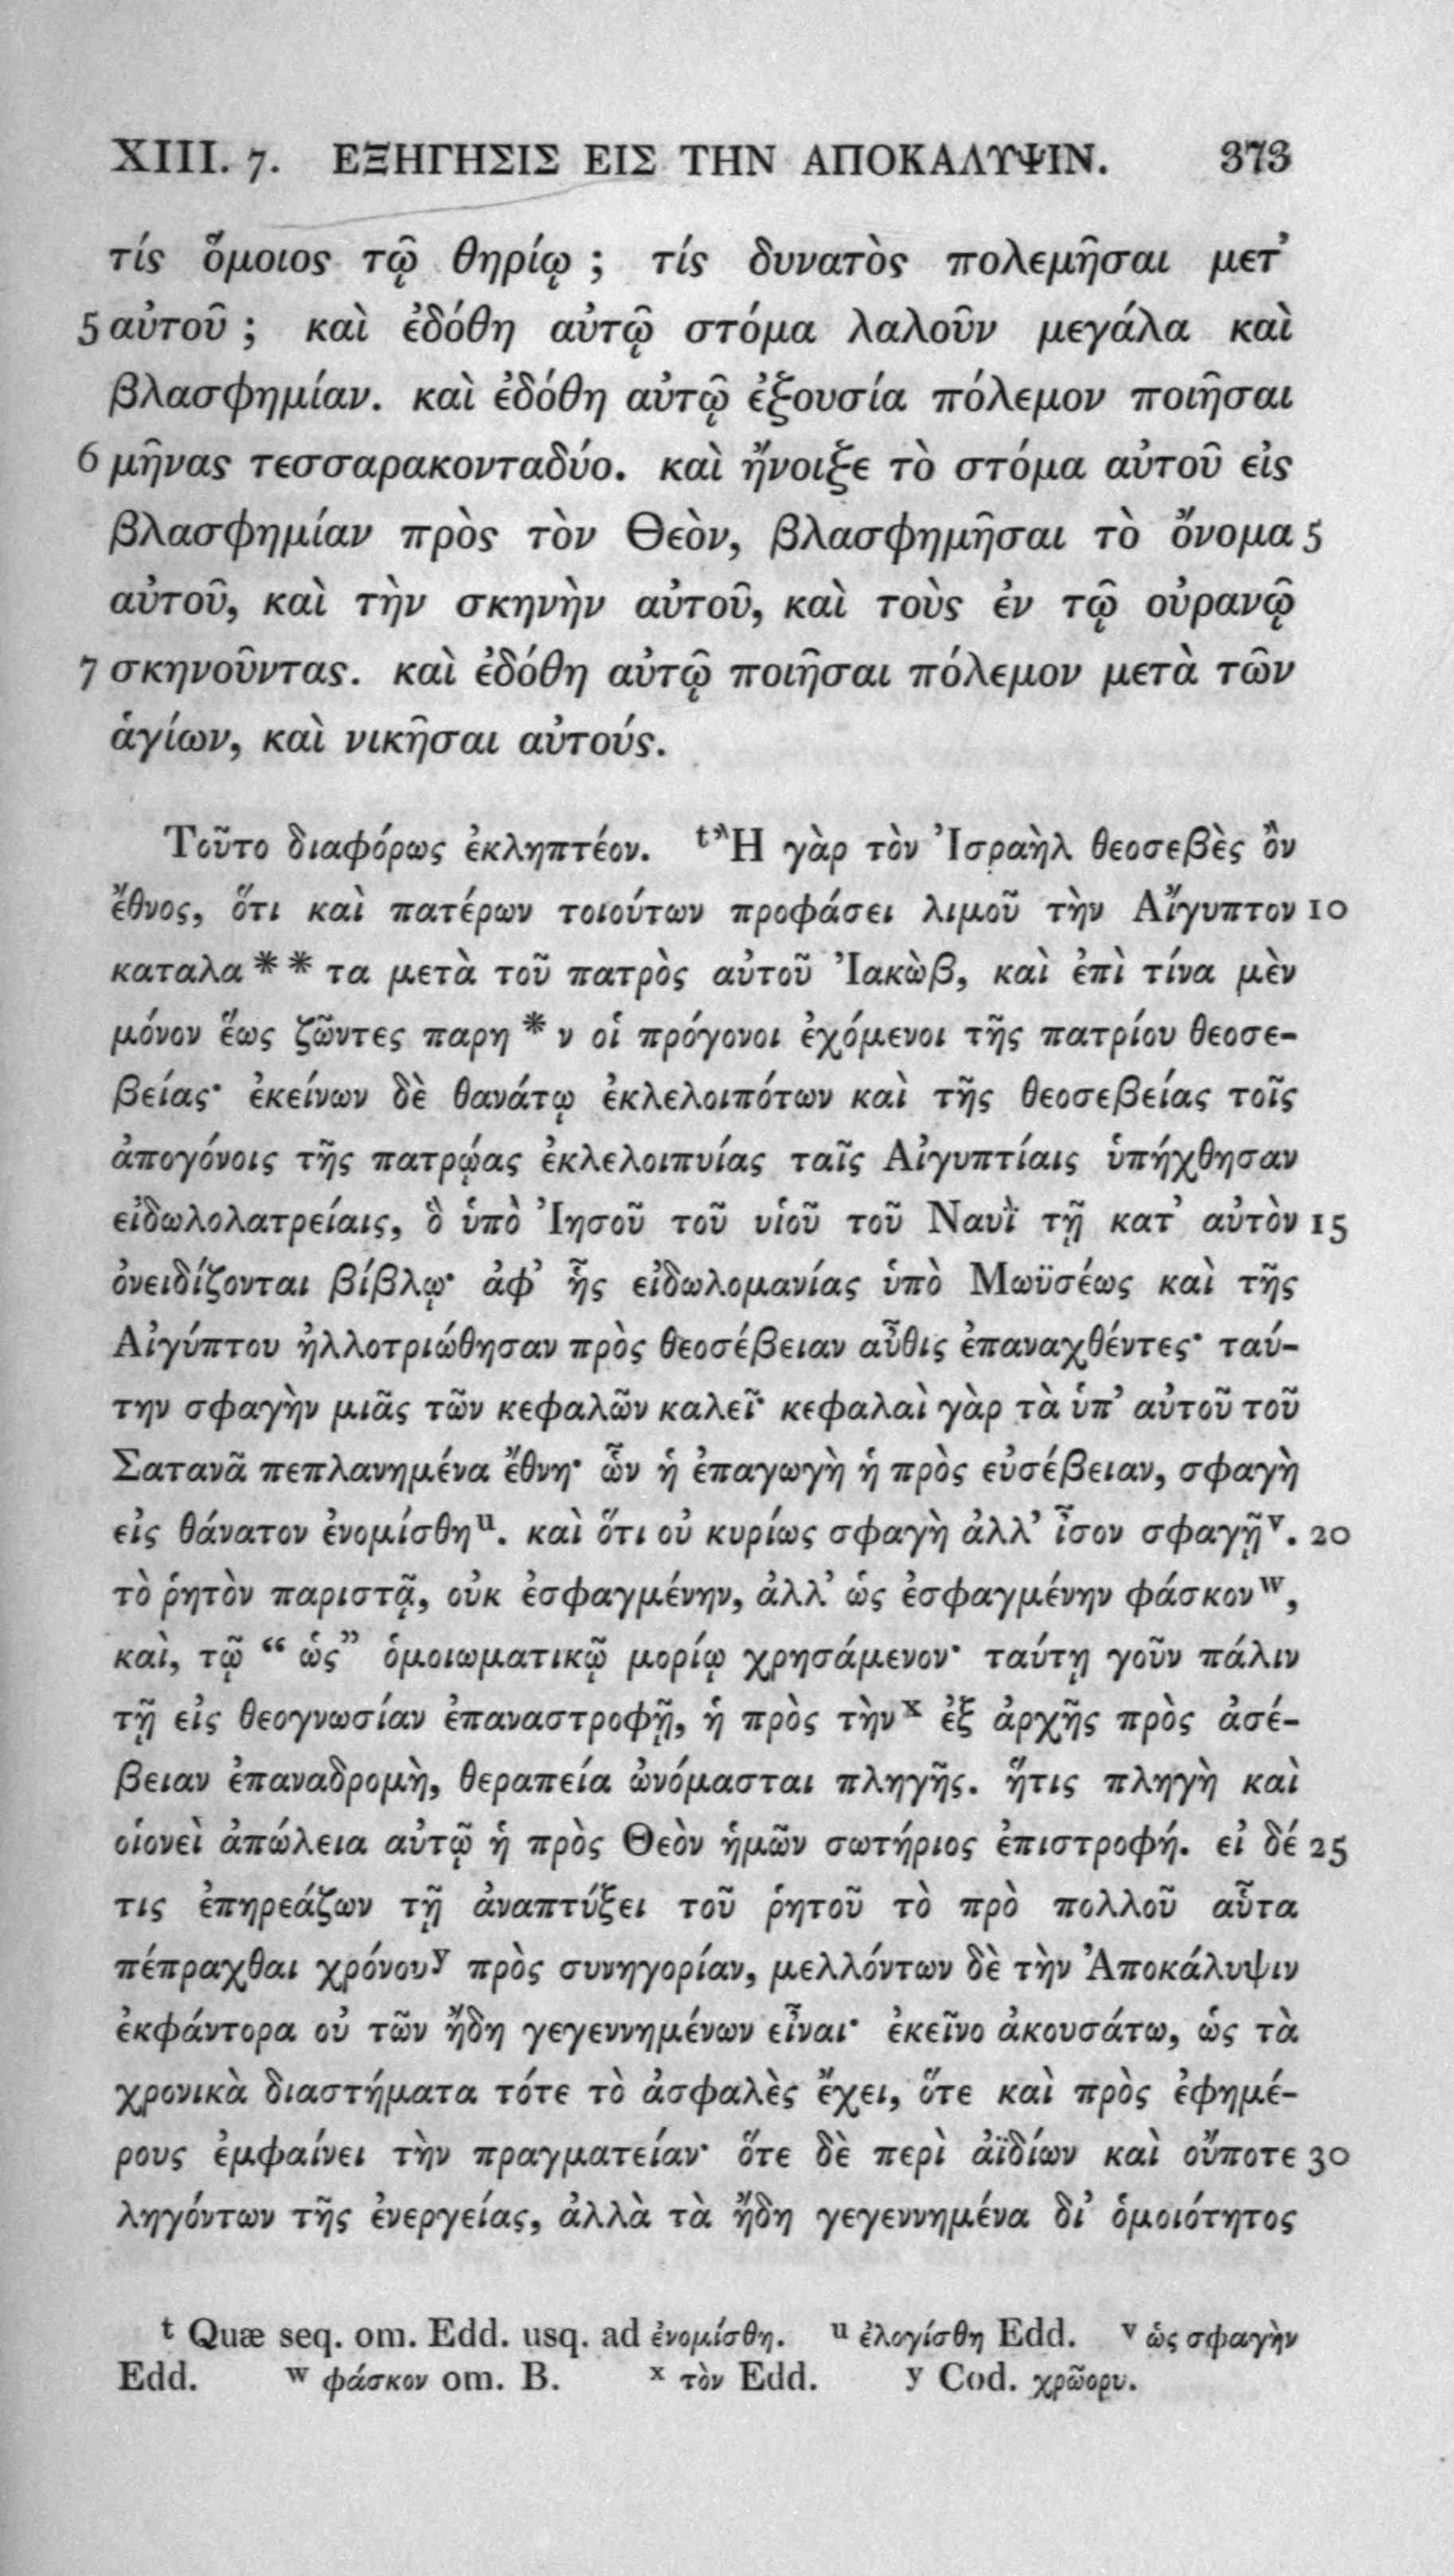 XIII. 7. ΕΞΗΓΗΣΙΣ ΕΙΣ ΤΗΝ ΑΠΟΚΑΛΥΨΙΝ. 373
τίς ὅμοιος τῷ θηρίῳ ; τίς δυνατὸς πολεμῆσαι μετ’
5 αὐτοῦ ; καὶ ἐδόθη αὐτῷ στόμα λαλοῦν μεγάλα καὶ
βλασφημίαν. καὶ ἐδόθη αὐτῷ ἐξουσία πόλεμον ποιῆσαι
6 μῆνας τεσσαρακονταδύο. καὶ ἤνοιξε τὸ στόμα αὐτοῦ εἰς
βλασφημίαν πρὸς τὸν Θεὸν, βλασφημῆσαι τὸ ὄνομα 5
αὐτοῦ, καὶ τὴν σκηνὴν αὐτοῦ, καὶ τοὺς ἐν τῷ οὐρανῷ
7 σκηνοῦντας. καὶ ἐδόθη αὐτῷ ποιῆσαι πόλεμον μετὰ τῶν
ἁγίων, καὶ νικῆσαι αὐτούς.
Τοῦτο διαφόρως ἐκληπτέον. ᵗἪ γὰρ τὸν Ἰσραὴλ θεοσεβὲς ὂν
ἔθνος, ὅτι καὶ πατέρων τοιούτων προφάσει λιμοῦ τὴν Αἴγυπτον 10
καταλα * * τα μετὰ τοῦ πατρὸς αὐτοῦ Ἰακὼβ, καὶ ἐπὶ τίνα μὲν
μόνον ἕως ζῶντες παρη * ν οἱ πρόγονοι ἐχόμενοι τῆς πατρίου θεοσε-
βείας· ἐκείνων δὲ θανάτῳ ἐκλελοιπότων καὶ τῆς θεοσεβείας τοῖς
ἀπογόνοις τῆς πατρῴας ἐκλελοιπυίας ταῖς Αἰγυπτίαις ὑπήχθησαν
εἰδωλολατρείαις, ὃ ὑπὸ Ἰησοῦ τοῦ υἱοῦ τοῦ Ναυῒ τῇ κατ’ αὐτὸν 15
ὀνειδίζονται βίβλῳ· ἀφ’ ἧς εἰδωλομανίας ὑπὸ Μωϋσέως καὶ τῆς
Αἰγύπτου ἠλλοτριώθησαν πρὸς θεοσέβειαν αὖθις ἐπαναχθέντες· ταύ-
την σφαγὴν μιᾶς τῶν κεφαλῶν καλεῖ· κεφαλαὶ γὰρ τὰ ὑπ’ αὐτοῦ τοῦ
Σατανᾶ πεπλανημένα ἔθνη· ὧν ἡ ἐπαγωγὴ ἡ πρὸς εὐσέβειαν, σφαγὴ
εἰς θάνατον ἐνομίσθηᵘ. καὶ ὅτι οὐ κυρίως σφαγὴ ἀλλ’ ἶσον σφαγῇᵛ. 20
τὸ ῥητὸν παριστᾷ, οὐκ ἐσφαγμένην, ἀλλ’ ὡς ἐσφαγμένην φάσκονʷ,
καὶ, τῷ “ ὡς” ὁμοιωματικῷ μορίῳ χρησάμενον· ταύτῃ γοῦν πάλιν
τῇ εἰς θεογνωσίαν ἐπαναστροφῇ, ἡ πρὸς τὴνˣ ἐξ ἀρχῆς πρὸς ἀσέ-
βειαν ἐπαναδρομὴ, θεραπεία ὠνόμασται πληγῆς. ἥτις πληγὴ καὶ
οἱονεὶ ἀπώλεια αὐτῷ ἡ πρὸς Θεὸν ἡμῶν σωτήριος ἐπιστροφή. εἰ δέ 25
τις ἐπηρεάζων τῇ ἀναπτύξει τοῦ ῥητοῦ τὸ πρὸ πολλοῦ αὖτα
πέπραχθαι χρόνουʸ πρὸς συνηγορίαν, μελλόντων δὲ τὴν Ἀποκάλυψιν
ἐκφάντορα οὐ τῶν ἤδη γεγεννημένων εἶναι· ἐκεῖνο ἀκουσάτω, ὡς τὰ
χρονικὰ διαστήματα τότε τὸ ἀσφαλὲς ἔχει, ὅτε καὶ πρὸς ἐφημέ-
ρους ἐμφαίνει τὴν πραγματείαν· ὅτε δὲ περὶ ἀϊδίων καὶ οὔποτε 30
ληγόντων τῆς ἐνεργείας, ἀλλὰ τὰ ἤδη γεγεννημένα δι’ ὁμοιότητος
t Quæ seq. om. Edd. usq. ad ἐνομίσθη. u ἐλογίσθη Edd. v ὡς σφαγὴν
Edd. w φάσκον om. B. x τὸν Edd. y Cod. χρῶορυ.